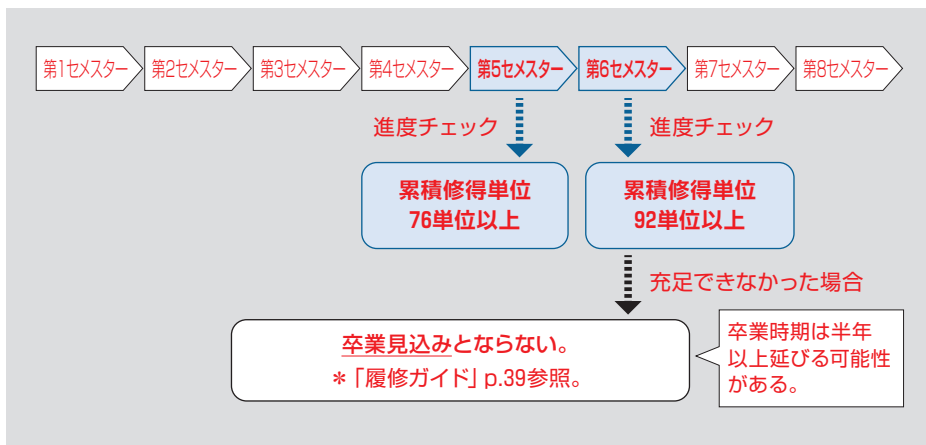 第1セメスター 第2セメスター 第3セメスター 第4セメスター 第5セメスター 第6セメスター 第7セメスター 第8セメスター
進度チェック 進度チェック
累積修得単位
76単位以上
累積修得単位
92単位以上
充足できなかった場合
卒業見込みとならない。
＊「履修ガイド」p.39参照。
卒業時期は半年
以上延びる可能性
がある。